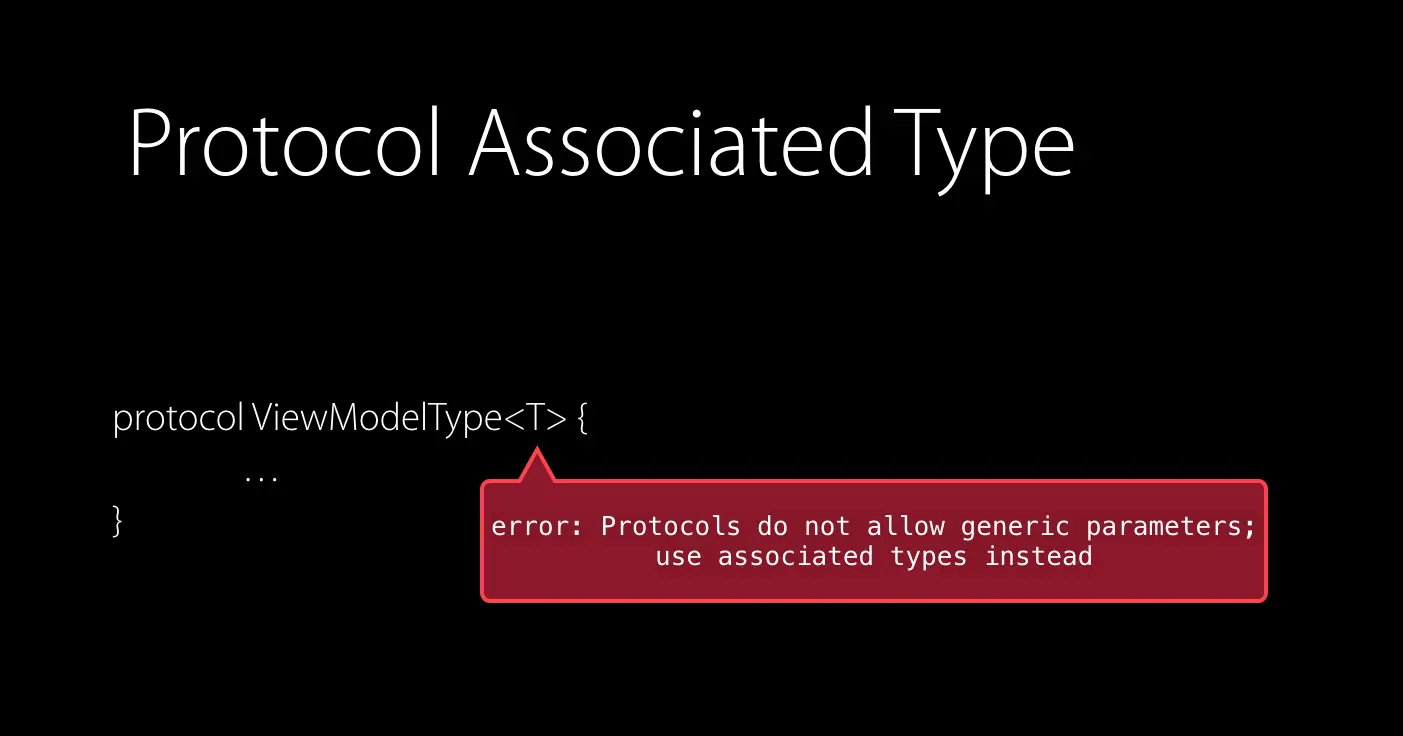 Protocol Associated Type
protocol ViewModelType<T> {
...
}
error: Protocols do not allow generic parameters;
use associated types instead